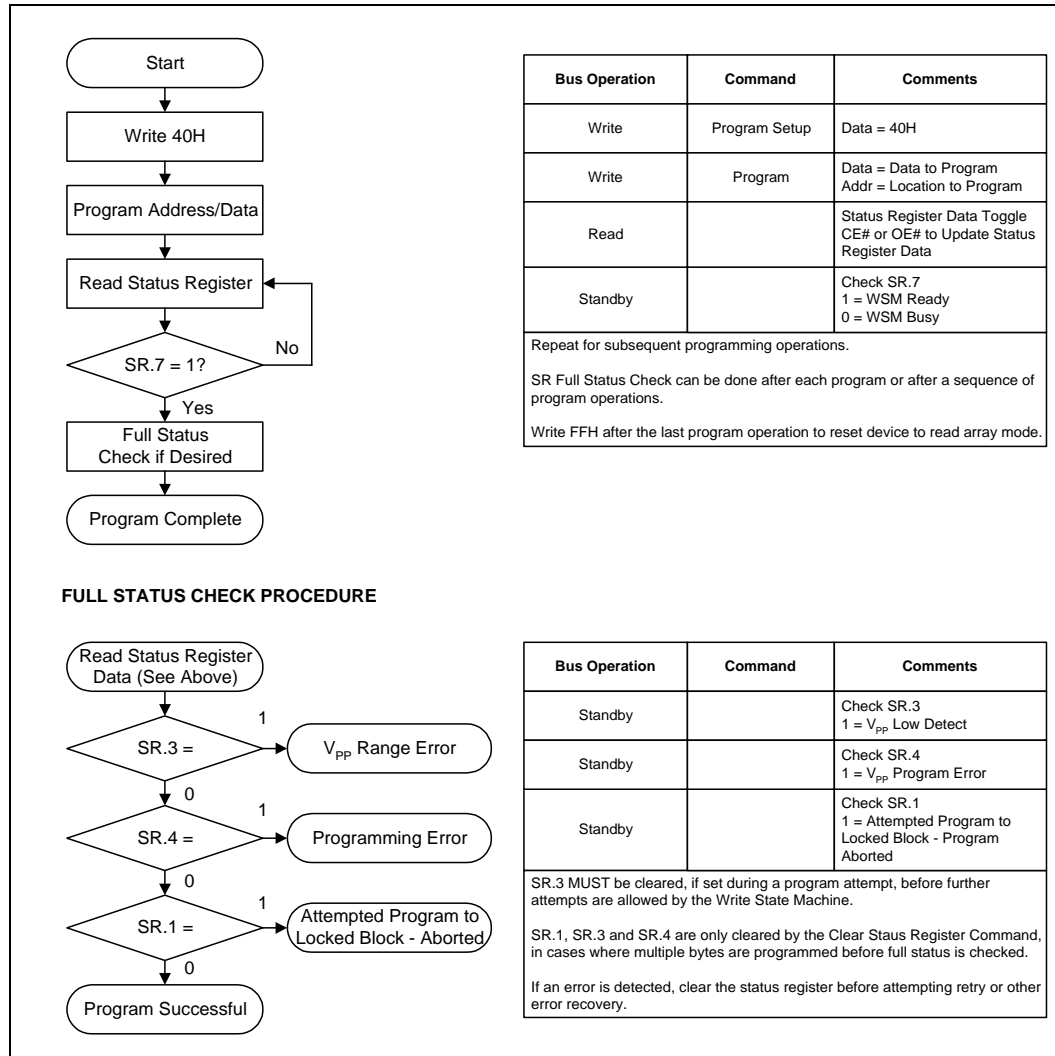 Start
Write 40H
Program Address/Data
Read Status Register
No
SR.7 = 1?
Yes
Full Status
Check if Desired
Program Complete
Bus Operation Command Comments
Write Program Setup Data = 40H
Write Program Data = Data to Program
Addr = Location to Program
Read Status Register Data Toggle
CE# or OE# to Update Status
Register Data
Standby Check SR.7
1 = WSM Ready
0 = WSM Busy
Repeat for subsequent programming operations.
SR Full Status Check can be done after each program or after a sequence of
program operations.
Write FFH after the last program operation to reset device to read array mode.
FULL STATUS CHECK PROCEDURE
Read Status Register
Data (See Above)
SR.3 =
1
VPP Range Error
0
SR.4 =
1
Programming Error
0
SR.1 =
1
Attempted Program to
Locked Block - Aborted
0
Program Successful
Bus Operation Command Comments
Standby Check SR.3
1 = VPP Low Detect
Standby Check SR.4
1 = VPP Program Error
Standby Check SR.1
1 = Attempted Program to
Locked Block - Program
Aborted
SR.3 MUST be cleared, if set during a program attempt, before further
attempts are allowed by the Write State Machine.
SR.1, SR.3 and SR.4 are only cleared by the Clear Staus Register Command,
in cases where multiple bytes are programmed before full status is checked.
If an error is detected, clear the status register before attempting retry or other
error recovery.